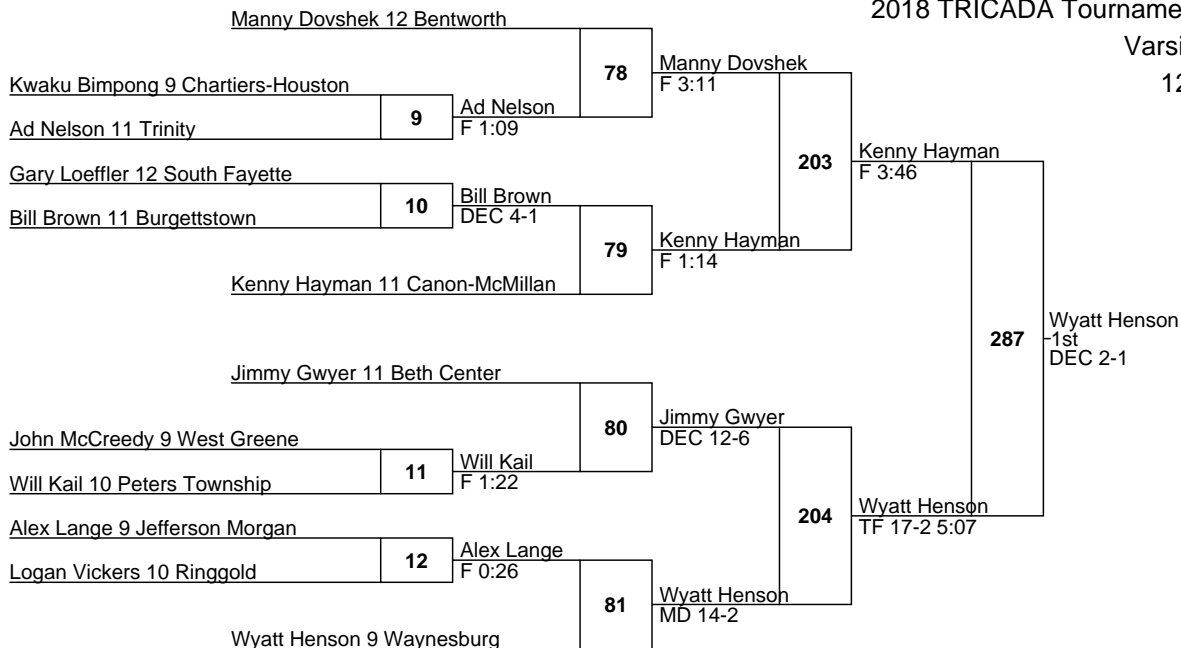 2018 TRICADA Tourname
Varsi
12
Manny Dovshek 12 Bentworth
78
Manny Dovshek
F 3:11
Kwaku Bimpong 9 Chartiers-Houston
9
Ad Nelson
F 1:09
Ad Nelson 11 Trinity
203
Kenny Hayman
F 3:46
Gary Loeffler 12 South Fayette
10
Bill Brown
DEC 4-1
Bill Brown 11 Burgettstown
79
Kenny Hayman
F 1:14
Kenny Hayman 11 Canon-McMillan
287
Wyatt Henson
1st
DEC 2-1
Jimmy Gwyer 11 Beth Center
80
Jimmy Gwyer
DEC 12-6
John McCreedy 9 West Greene
11
Will Kail
F 1:22
Will Kail 10 Peters Township
204
Wyatt Henson
TF 17-2 5:07
Alex Lange 9 Jefferson Morgan
12
Alex Lange
F 0:26
Logan Vickers 10 Ringgold
81
Wyatt Henson
MD 14-2
Wyatt Henson 9 Waynesburg